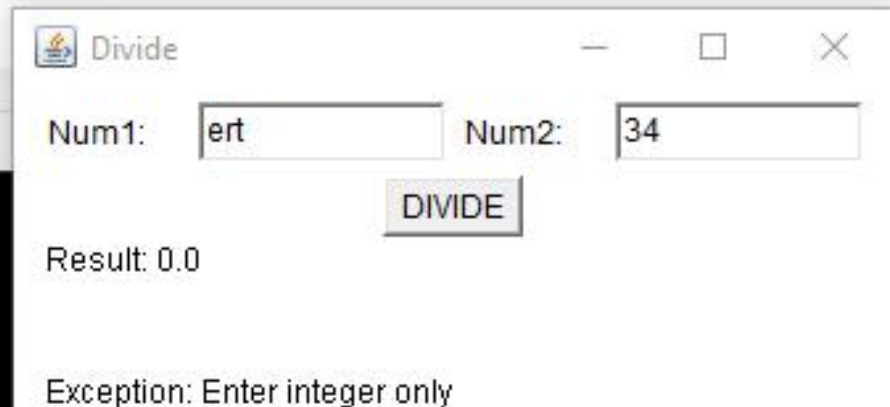 Divide
Num1: ert Num2: 34
DIVIDE
Result: 0.0
Exception: Enter integer only